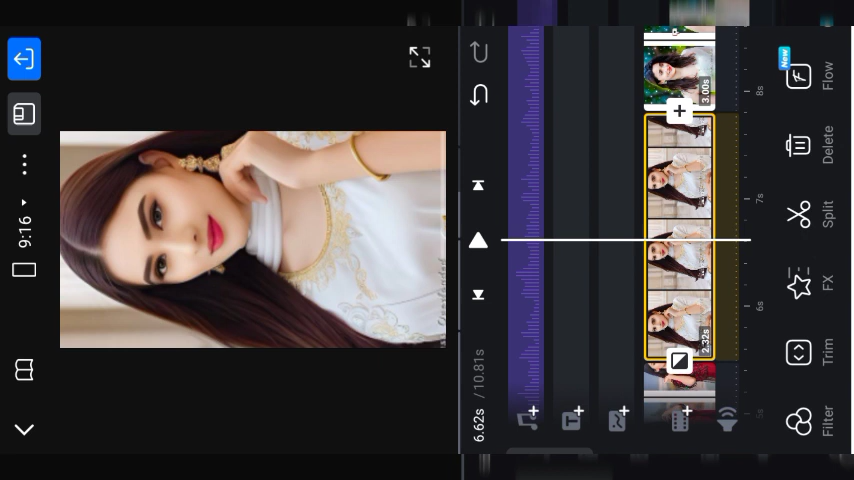 9:16
6.62s / 10.81s
3.00s
2.32s
8s
7s
6s
5s
New
Flow
Delete
Split
FX
Trim
Filter